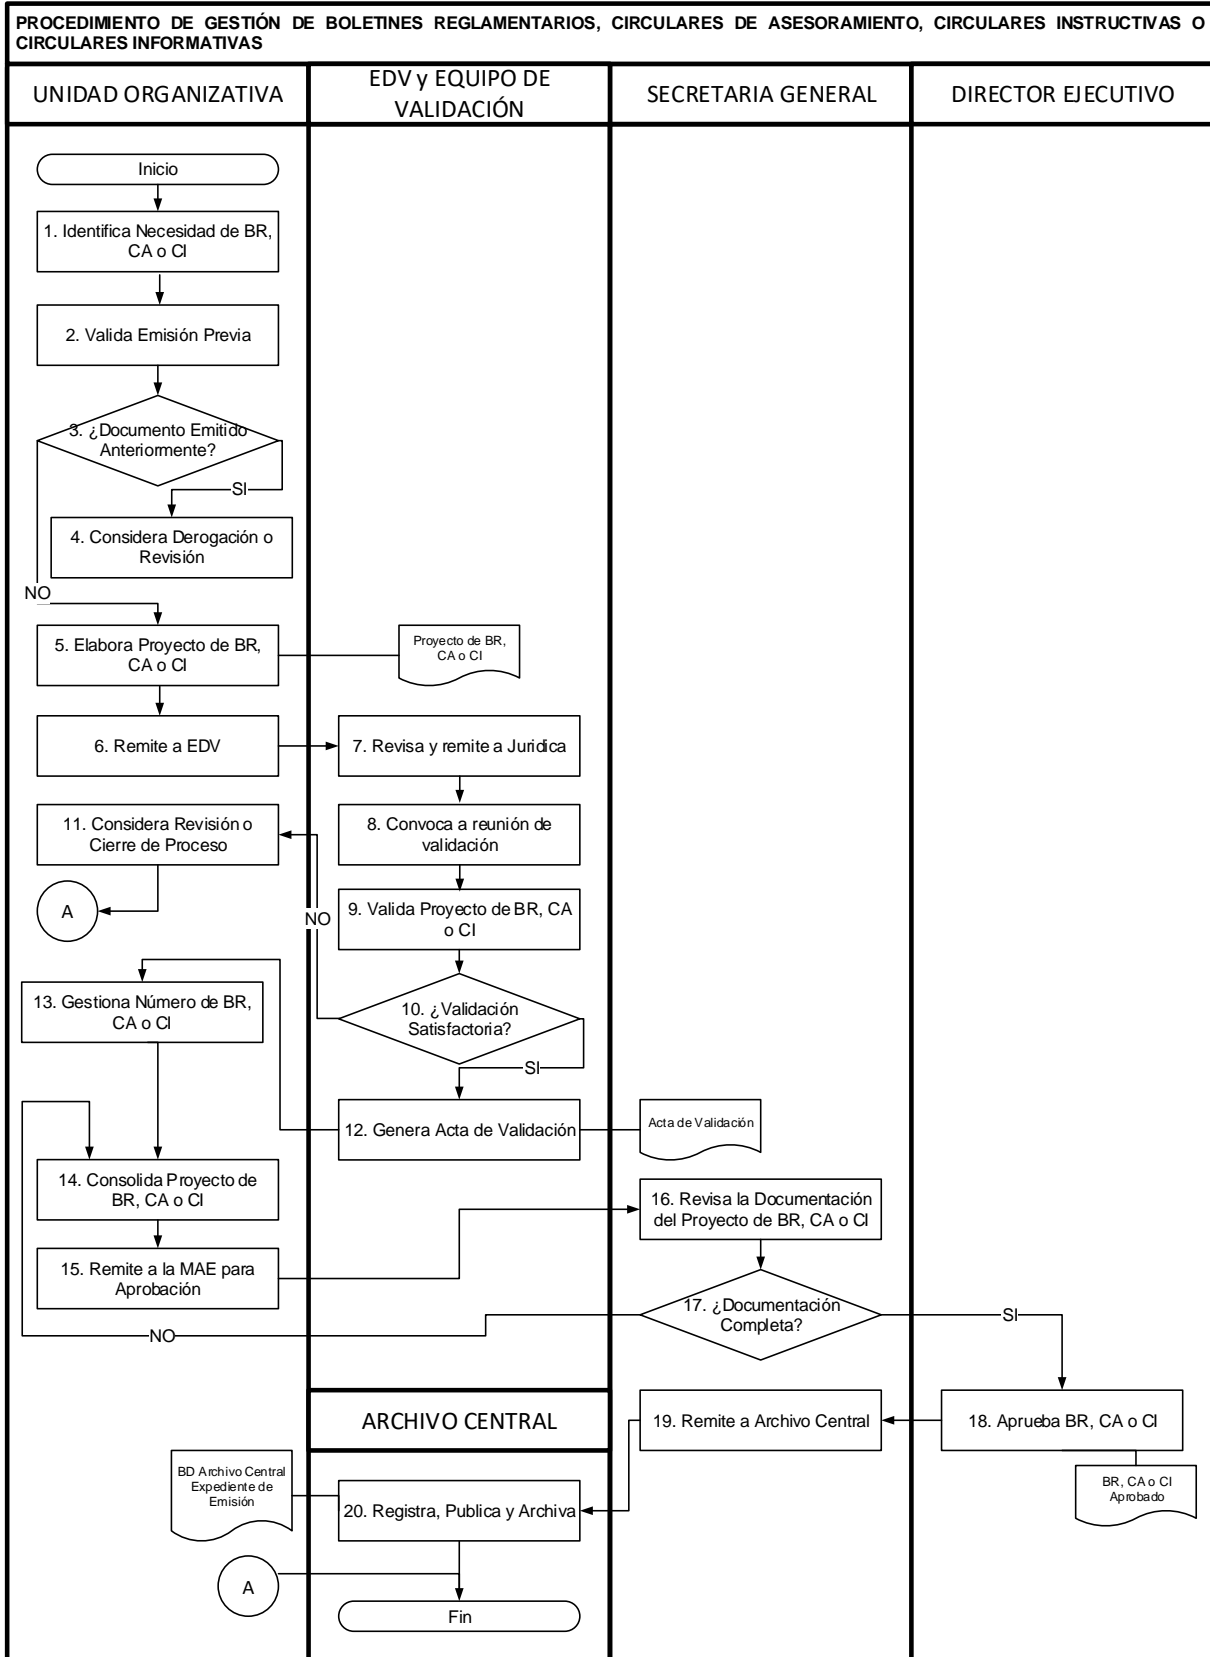 PROCEDIMIENTO DE GESTIÓN DE BOLETINES REGLAMENTARIOS, CIRCULARES DE ASESORAMIENTO, CIRCULARES INSTRUCTIVAS O
CIRCULARES INFORMATIVAS
UNIDAD ORGANIZATIVA
EDV y EQUIPO DE
VALIDACIÓN
SECRETARIA GENERAL
DIRECTOR EJECUTIVO
Inicio
1. Identifica Necesidad de BR,
CA o CI
2. Valida Emisión Previa
3. ¿Documento Emitido
Anteriormente?
SI
4. Considera Derogación o
Revisión
NO
5. Elabora Proyecto de BR,
CA o CI
Proyecto de BR,
CA o CI
6. Remite a EDV
7. Revisa y remite a Juridica
8. Convoca a reunión de
validación
9. Valida Proyecto de BR, CA
o CI
10. ¿Validación
Satisfactoria?
NO
SI
11. Considera Revisión o
Cierre de Proceso
A
12. Genera Acta de Validación
Acta de Validación
13. Gestiona Número de BR,
CA o CI
14. Consolida Proyecto de
BR, CA o CI
15. Remite a la MAE para
Aprobación
16. Revisa la Documentación
del Proyecto de BR, CA o CI
17. ¿Documentación
Completa?
NO
SI
18. Aprueba BR, CA o CI
BR, CA o CI
Aprobado
19. Remite a Archivo Central
ARCHIVO CENTRAL
BD Archivo Central
Expediente de
Emisión
20. Registra, Publica y Archiva
A
Fin